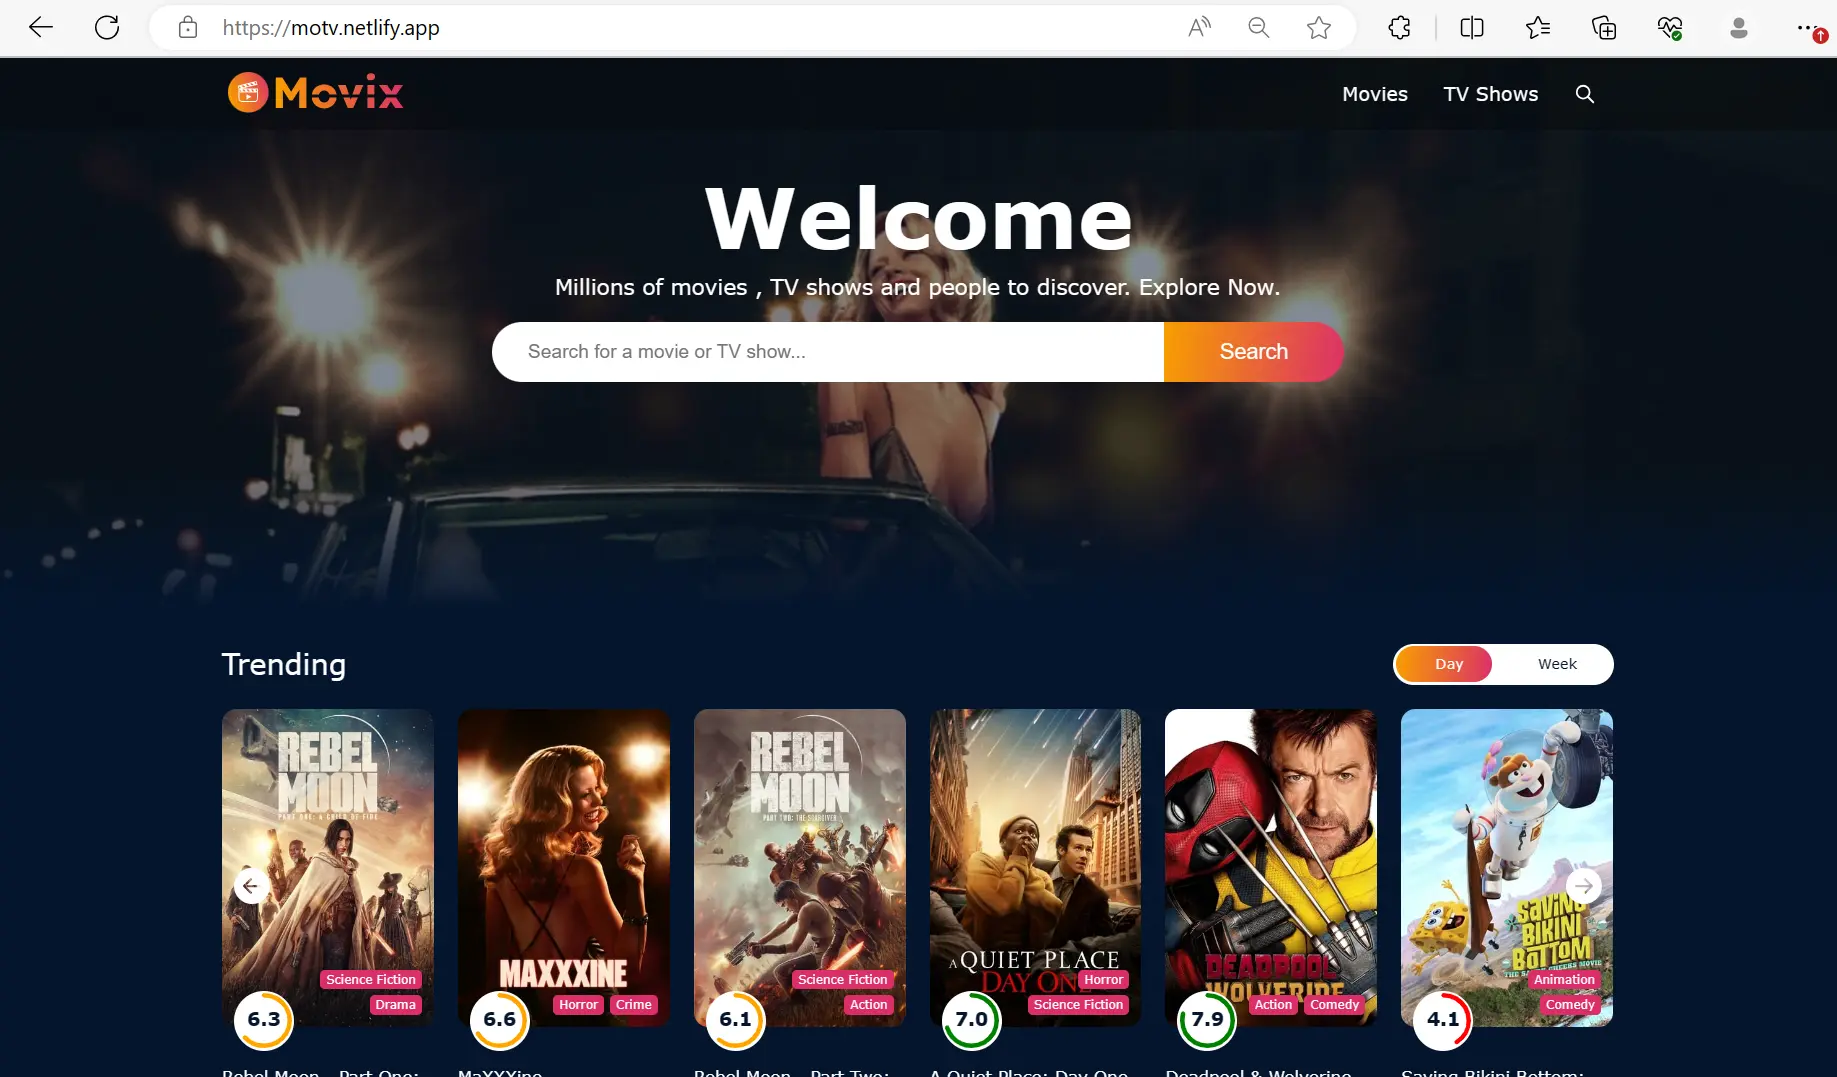 https://motv.netlify.app
Movix
Movies
TV Shows
Welcome
Millions of movies , TV shows and people to discover. Explore Now.
Search for a movie or TV show...
Search
Trending
Day
Week
REBEL
MOON
PART ONE: A CHILD OF FIRE
Science Fiction
Drama
6.3
MAXXXINE
Horror
Crime
6.6
REBEL
MOON
PART TWO: THE SCARGIVER
Science Fiction
Action
6.1
A QUIET PLACE
DAY ONE
Horror
Science Fiction
7.0
DEADPOOL
WOLVERINE
Action
Comedy
7.9
SAVING
BIKINI
BOTTOM
THE SANDY CHEEKS MOVIE
Animation
Comedy
4.1
Rebel Moon - Part One:
MaXXXine
Rebel Moon - Part Two:
A Quiet Place: Day One
Deadpool & Wolverine
Saving Bikini Bottom: